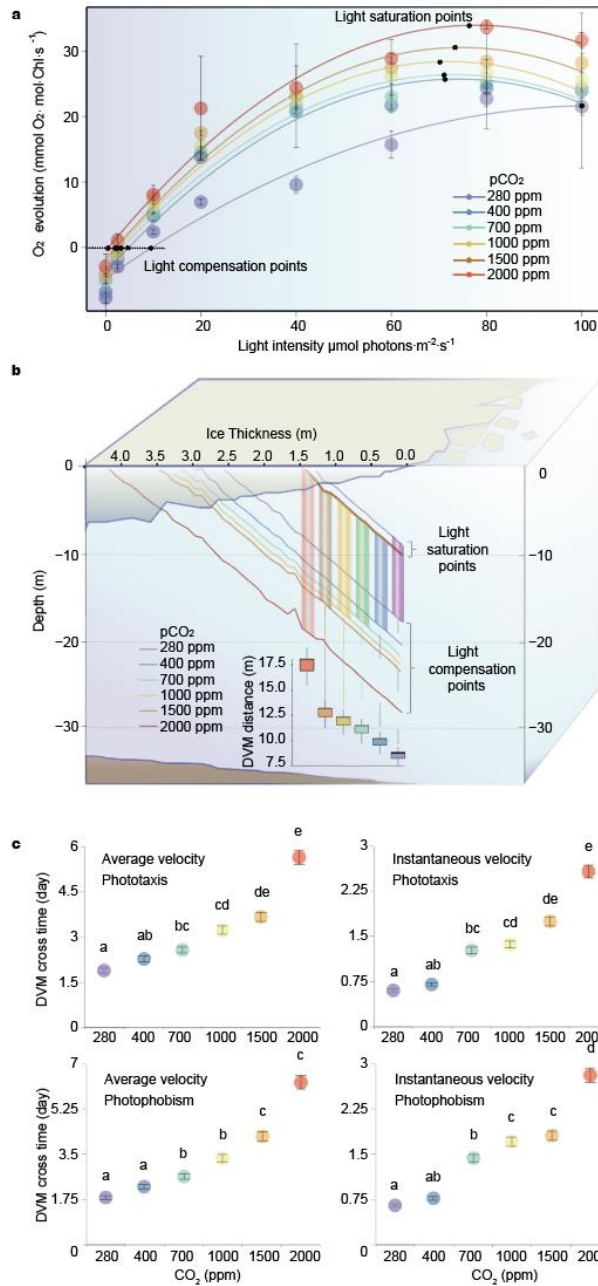 a
Light saturation points
O₂ evolution (mmol O₂· mol·Chl·s⁻¹)
30
20
10
0
Light compensation points
pCO₂
280 ppm
400 ppm
700 ppm
1000 ppm
1500 ppm
2000 ppm
0 20 40 60 80 100
Light intensity μmol photons·m⁻²·s⁻¹
b
Ice Thickness (m)
4.0 3.5 3.0 2.5 2.0 1.5 1.0 0.5 0.0
Depth (m)
0
−10
−20
−30
0
−10
−20
−30
Light
saturation
points
Light
compensation
points
pCO₂
280 ppm
400 ppm
700 ppm
1000 ppm
1500 ppm
2000 ppm
DVM distance (m)
17.5
15.0
12.5
10.0
7.5
c
DVM cross time (day)
6
4.5
3
1.5
0
Average velocity
Phototaxis
a ab bc cd de e
280 400 700 1000 1500 2000
3
2.25
1.5
0.75
0
Instantaneous velocity
Phototaxis
a ab bc cd de e
280 400 700 1000 1500 2000
DVM cross time (day)
7
5.25
3.5
1.75
0
Average velocity
Photophobism
a a b b c c
280 400 700 1000 1500 2000
CO₂ (ppm)
3
2.25
1.5
0.75
0
Instantaneous velocity
Photophobism
a ab b c c d
280 400 700 1000 1500 2000
CO₂ (ppm)